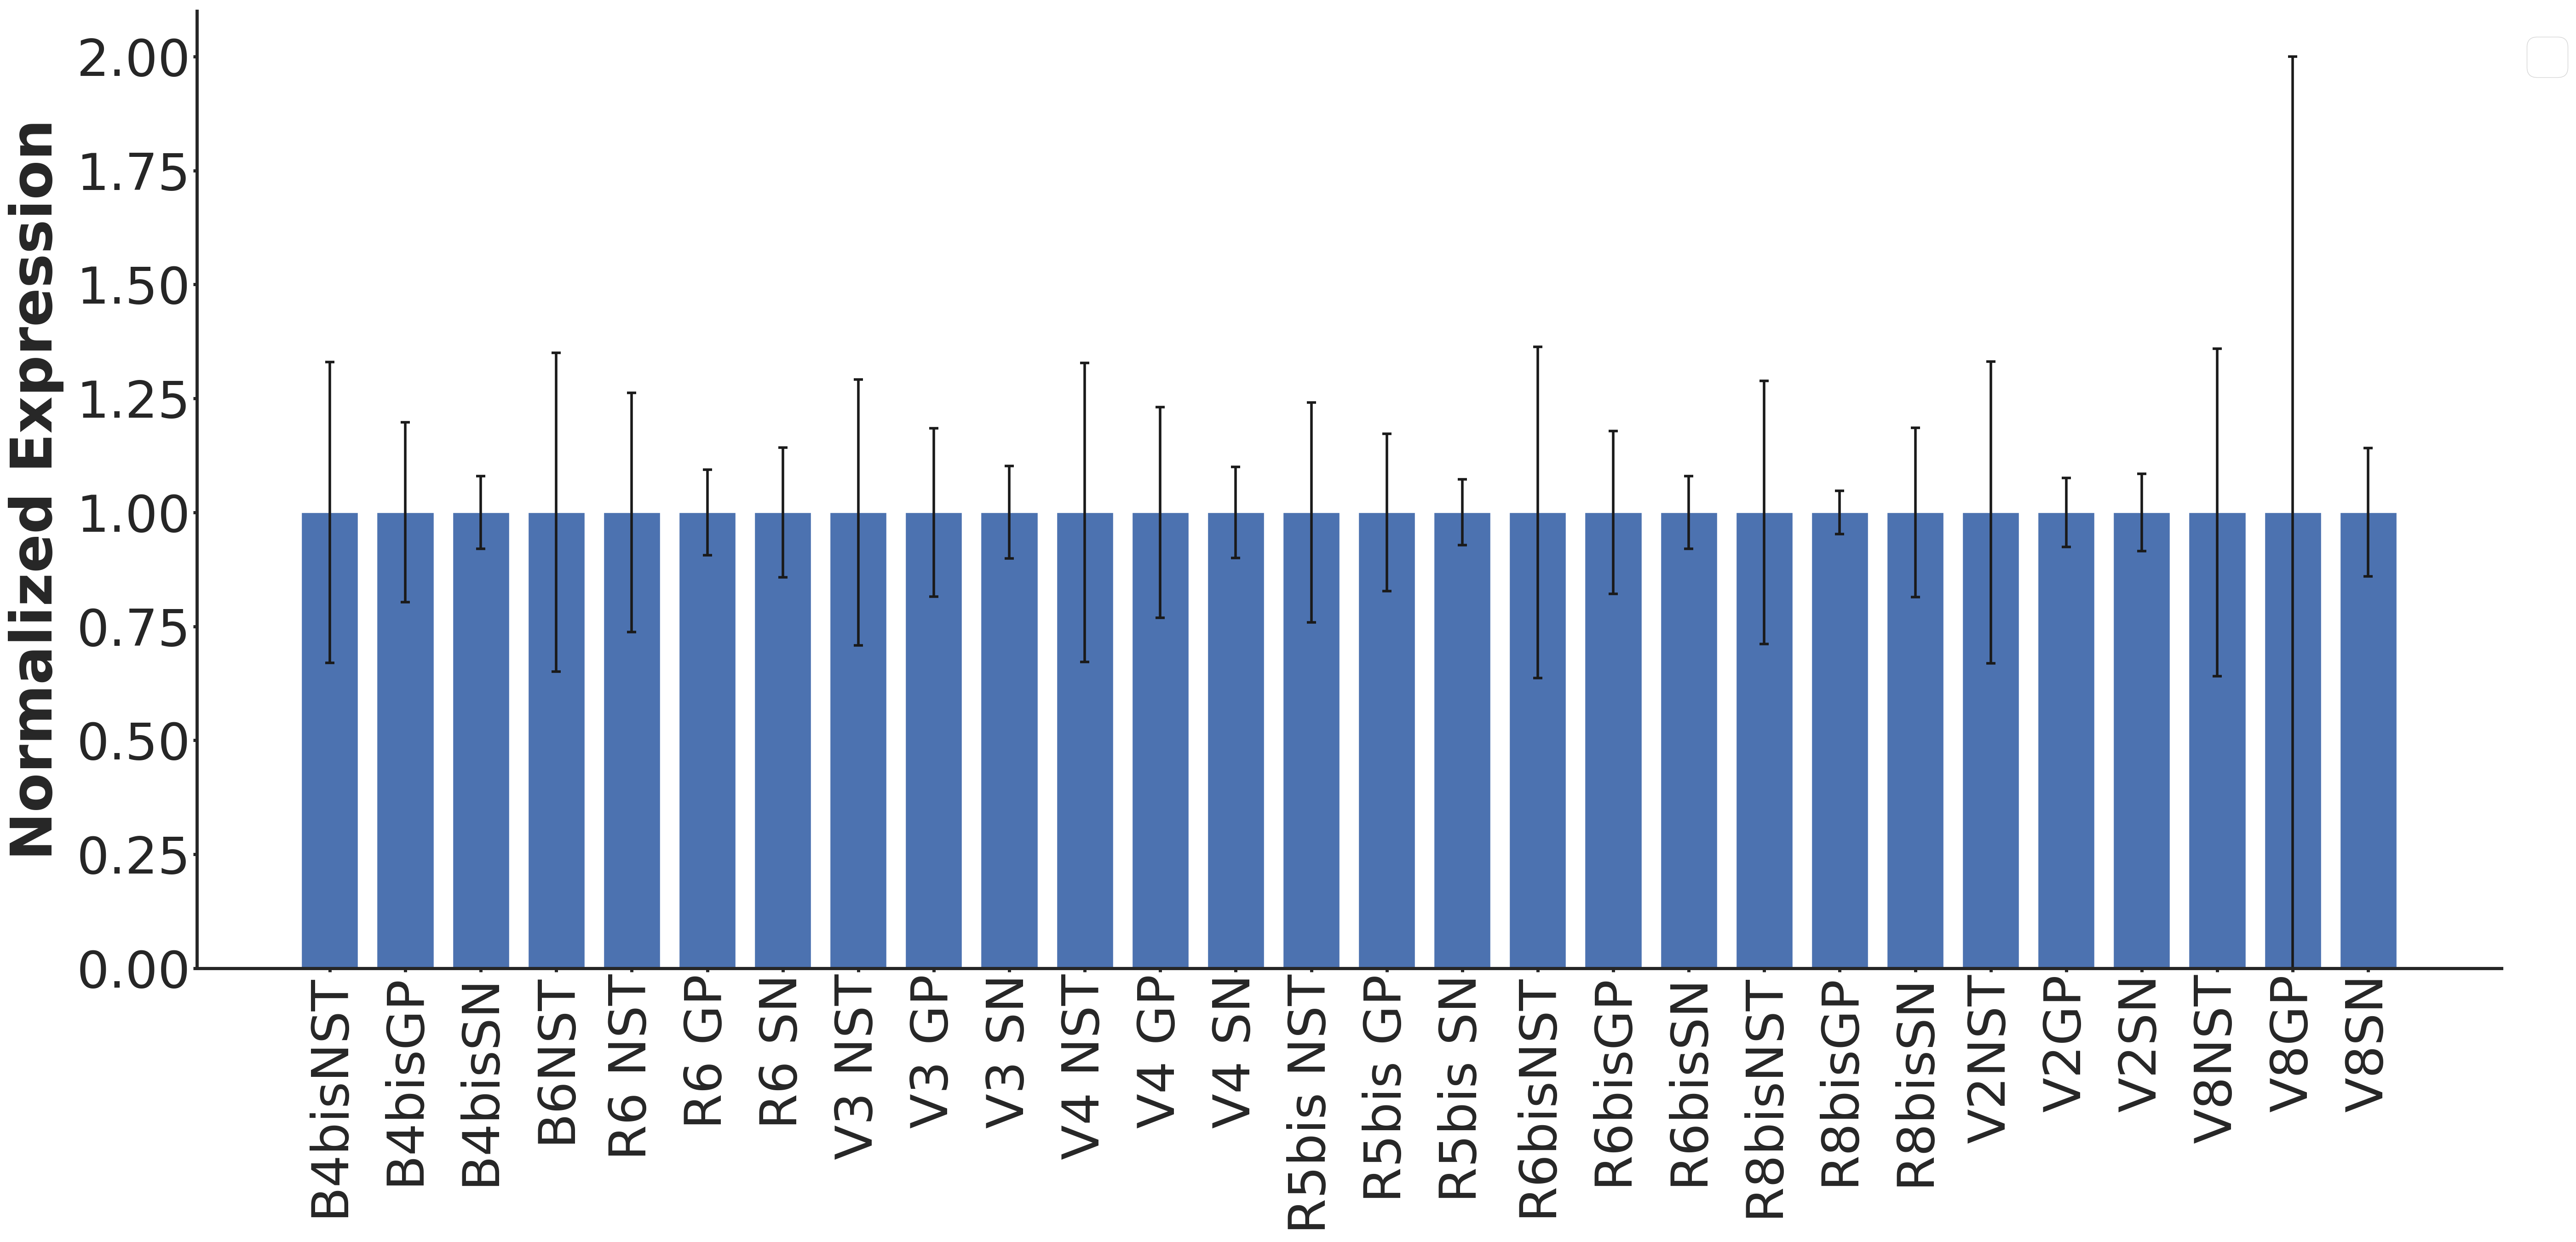 Normalized Expression
2.00
1.75
1.50
1.25
1.00
0.75
0.50
0.25
0.00
B4bisNST
B4bisGP
B4bisSN
B6NST
R6 NST
R6 GP
R6 SN
V3 NST
V3 GP
V3 SN
V4 NST
V4 GP
V4 SN
R5bis NST
R5bis GP
R5bis SN
R6bisNST
R6bisGP
R6bisSN
R8bisNST
R8bisGP
R8bisSN
V2NST
V2GP
V2SN
V8NST
V8GP
V8SN